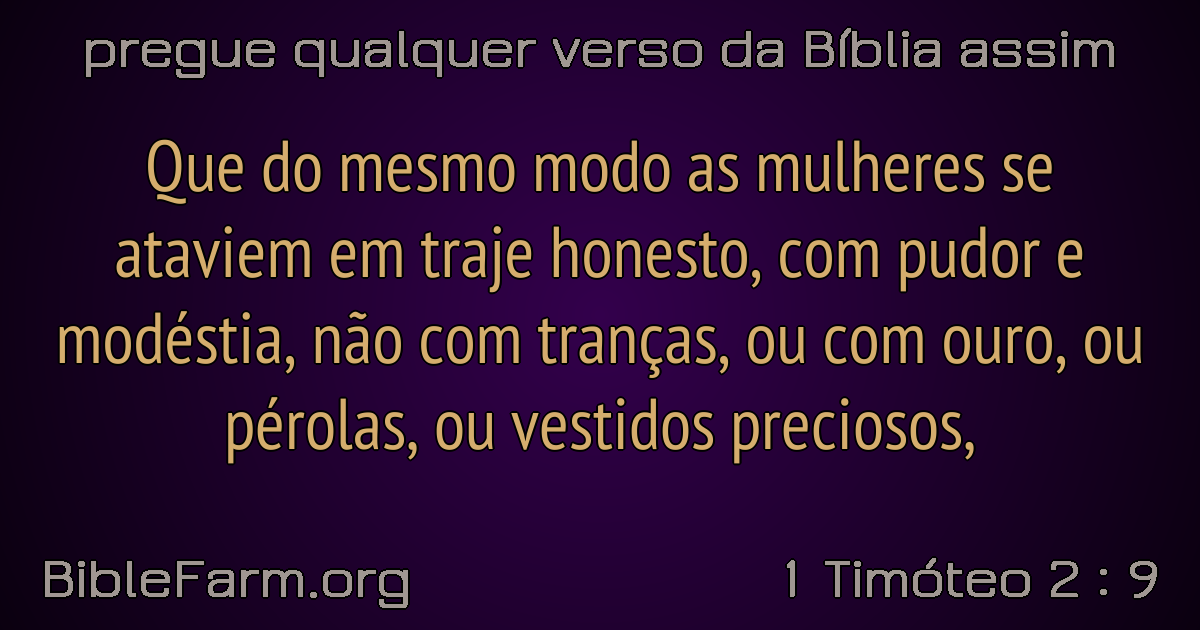 pregue qualquer verso da Bíblia assim
Que do mesmo modo as mulheres se
ataviem em traje honesto, com pudor e
modéstia, não com tranças, ou com ouro, ou
pérolas, ou vestidos preciosos,
BibleFarm.org
1 Timóteo 2 : 9